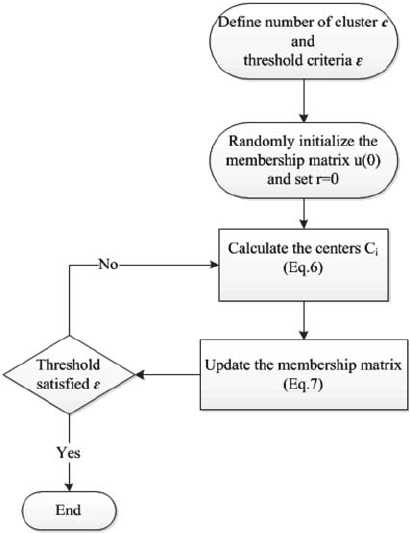 Define number of cluster c
and
threshold criteria ε
Randomly initialize the
membership matrix u(0)
and set r=0
Calculate the centers Ci
(Eq.6)
No
Update the membership matrix
(Eq.7)
Threshold
satisfied ε
Yes
End